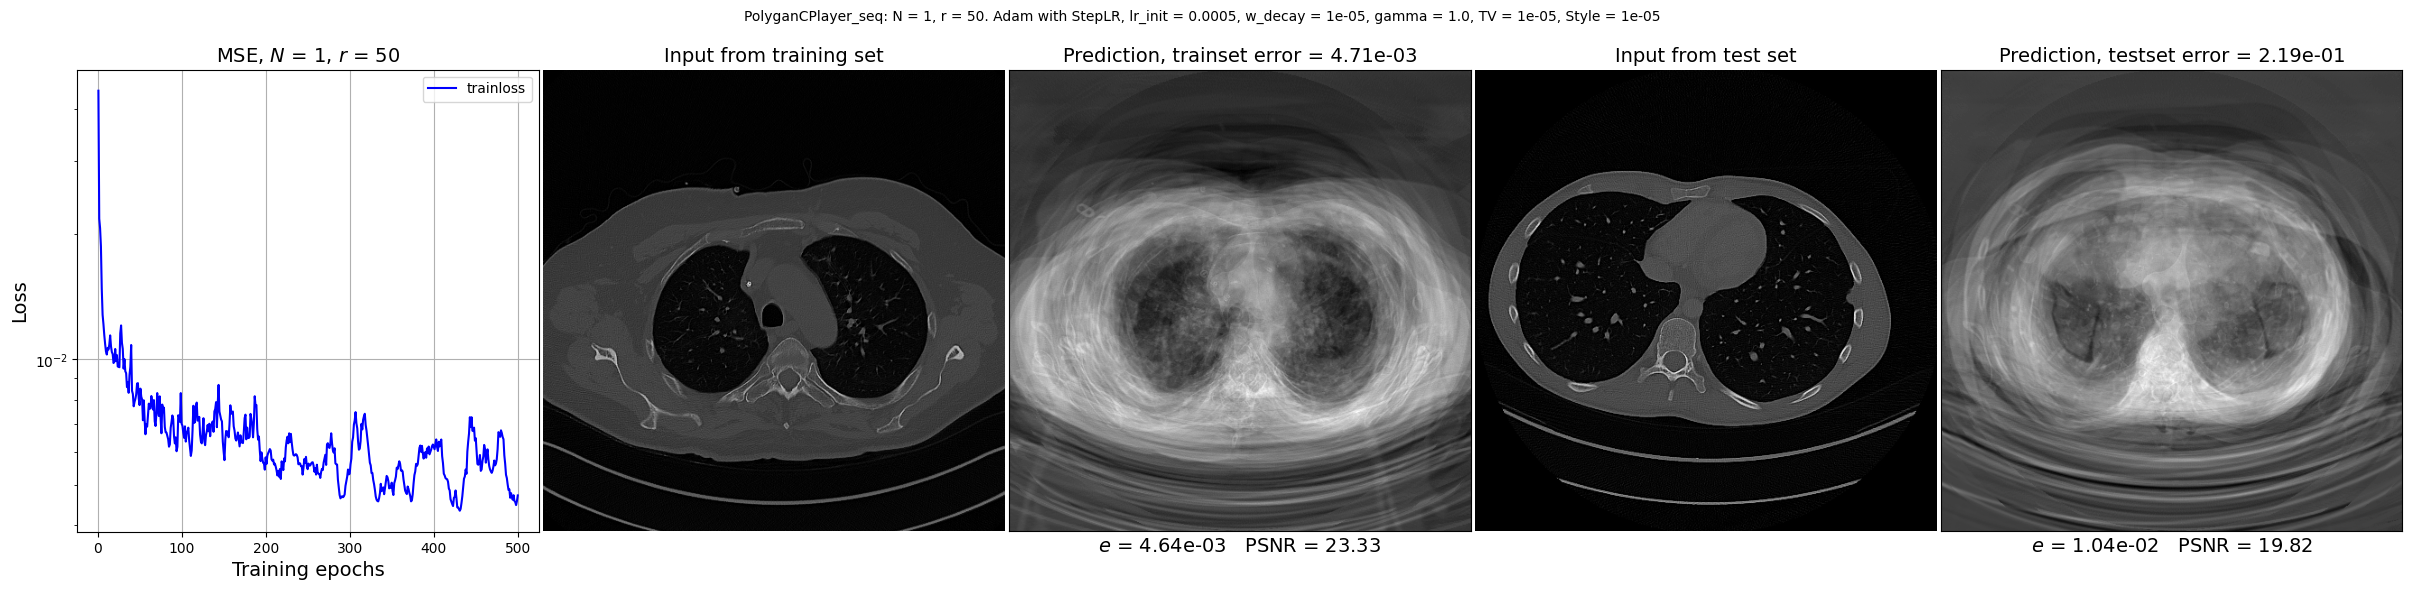 PolyganCPlayer_seq: N = 1, r = 50. Adam with StepLR, lr_init = 0.0005, w_decay = 1e-05, gamma = 1.0, TV = 1e-05, Style = 1e-05
MSE, N = 1, r = 50
trainloss
Loss
10⁻²
0 100 200 300 400 500
Training epochs
Input from training set
Prediction, trainset error = 4.71e-03
e = 4.64e-03 PSNR = 23.33
Input from test set
Prediction, testset error = 2.19e-01
e = 1.04e-02 PSNR = 19.82